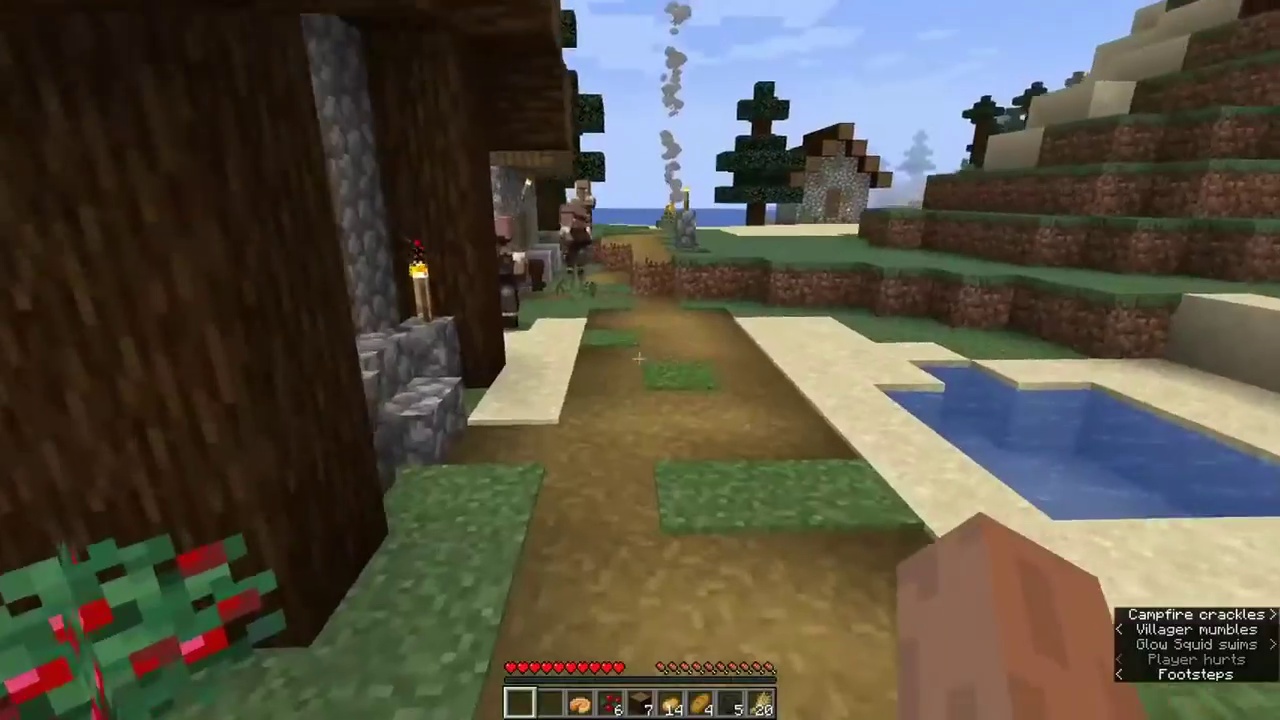 Campfire crackles >
< Villager mumbles
Glow Squid swims >
< Player hurts
< Footsteps
6 7 14 4 5 20